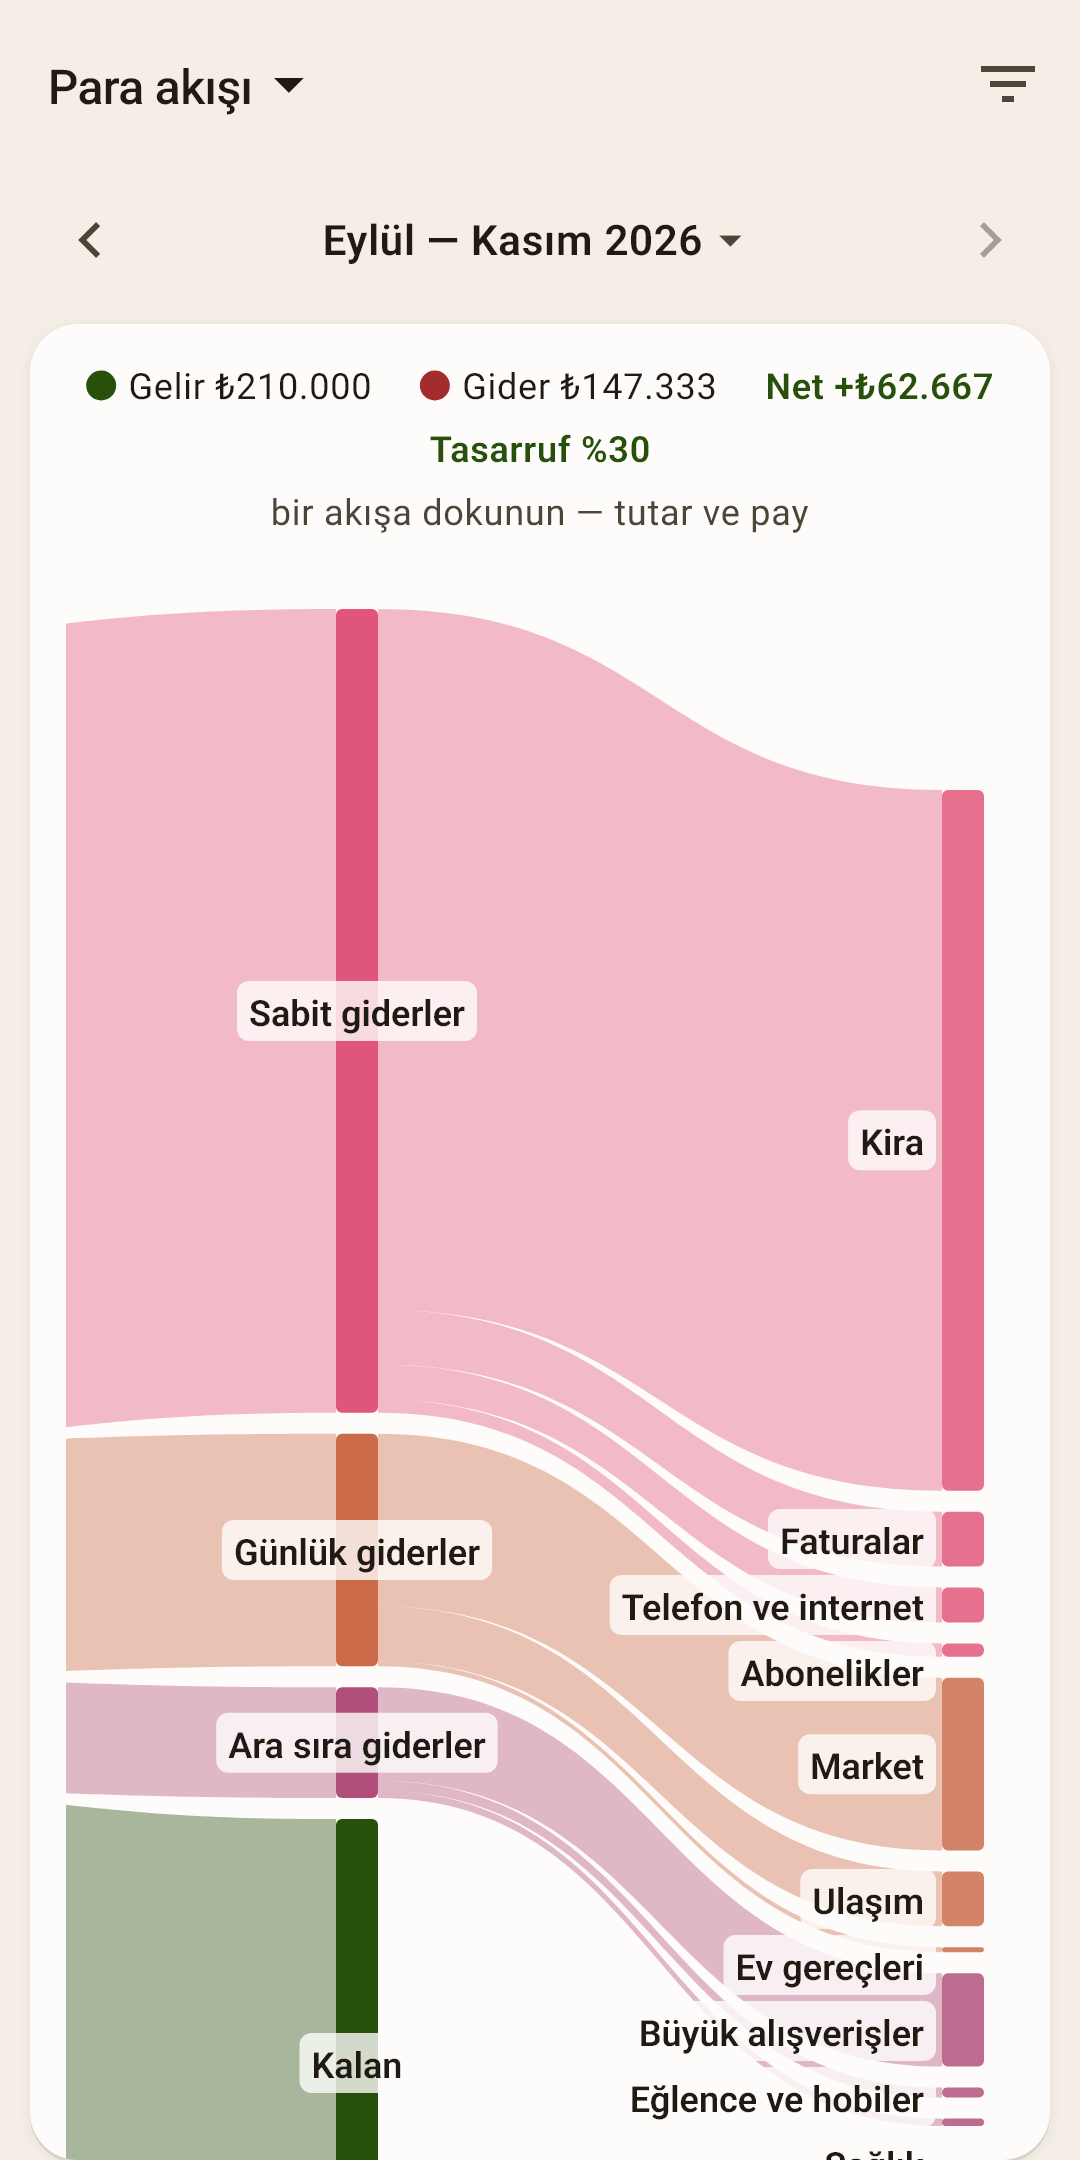 Para akışı
Eylül — Kasım 2026
Gelir ₺210.000 Gider ₺147.333 Net +₺62.667
Tasarruf %30
bir akışa dokunun — tutar ve pay
Sabit giderler
Kira
Faturalar
Günlük giderler
Telefon ve internet
Abonelikler
Ara sıra giderler
Market
Ulaşım
Ev gereçleri
Büyük alışverişler
Kalan
Eğlence ve hobiler